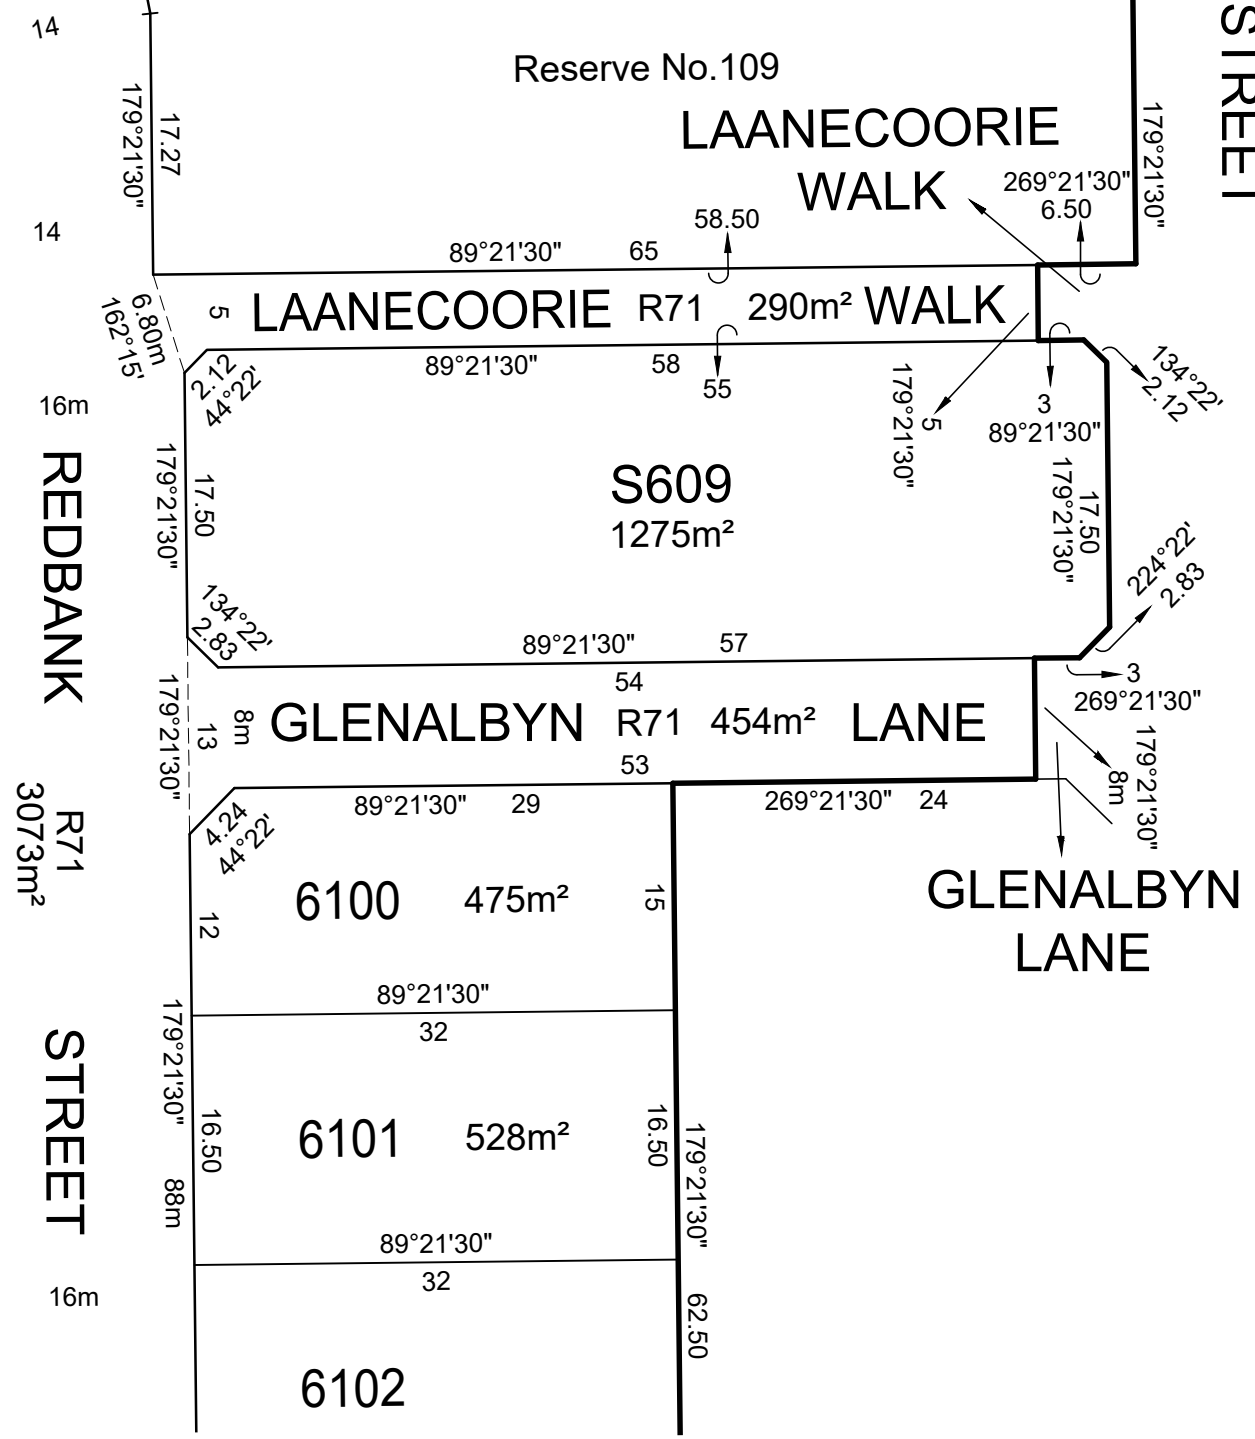 14
STREET
Reserve No.109
179°21'30"
17.27
LAANECOORIE
WALK
179°21'30"
269°21'30"
6.50
14
58.50
89°21'30"
65
6.80m
162°15'
5
LAANECOORIE
R71
290m²
WALK
89°21'30"
58
55
2.12
44°22'
134°22'
2.12
16m
179°21'30"
5
3
89°21'30"
REDBANK
179°21'30"
17.50
S609
1275m²
179°21'30"
17.50
224°22'
2.83
134°22'
2.83
89°21'30"
57
54
3
269°21'30"
179°21'30"
13
8m
GLENALBYN
R71
454m²
LANE
53
8m
179°21'30"
R71
3073m²
89°21'30"
29
269°21'30"
24
4.24
44°22'
6100
475m²
15
12
GLENALBYN
LANE
89°21'30"
32
STREET
179°21'30"
88m
16.50
6101
528m²
16.50
179°21'30"
62.50
89°21'30"
32
16m
6102